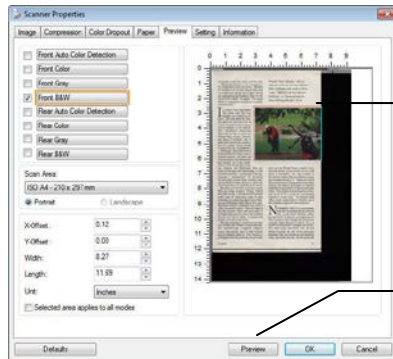 Scanner Properties
Image Compression Color Dropout Paper Preview Setting Information
Front Auto Color Detection
Front Color
Front Gray
Front B&W
Rear Auto Color Detection
Rear Color
Rear Gray
Rear B&W
Scan Area:
ISO A4 - 210 x 297 mm
Portrait Landscape
X-Offset: 0.12
Y-Offset: 0.00
Width: 8.27
Length: 11.69
Unit: Inches
Selected area applies to all modes
0 1 2 3 4 5 6 7 8 9
0
1
2
3
4
5
6
7
8
9
10
11
12
13
14
Defaults Preview OK Cancel